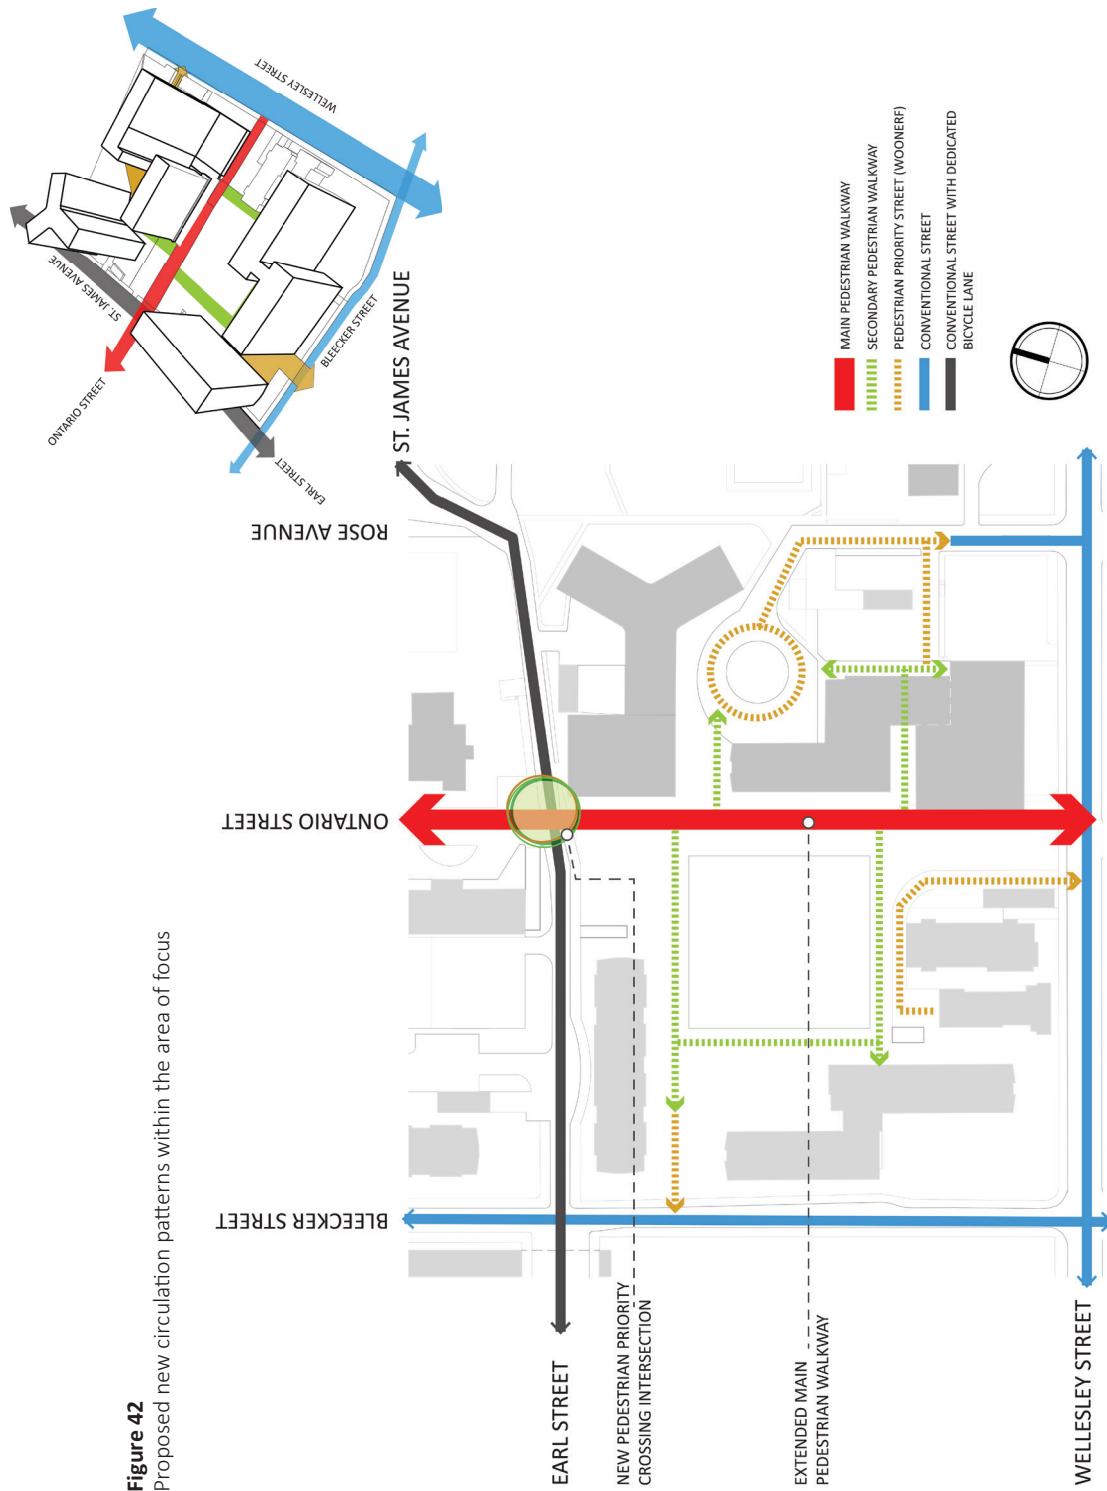 Figure 42
Proposed new circulation patterns within the area of focus
WELLESLEY STREET
ST. JAMES AVENUE
ONTARIO STREET
BLEECKER STREET
EARL STREET
BLEECKER STREET
ONTARIO STREET
ROSE AVENUE
ST. JAMES AVENUE
EARL STREET
NEW PEDESTRIAN PRIORITY
CROSSING INTERSECTION
EXTENDED MAIN
PEDESTRIAN WALKWAY
WELLESLEY STREET
MAIN PEDESTRIAN WALKWAY
SECONDARY PEDESTRIAN WALKWAY
PEDESTRIAN PRIORITY STREET (WOONERF)
CONVENTIONAL STREET
CONVENTIONAL STREET WITH DEDICATED
BICYCLE LANE